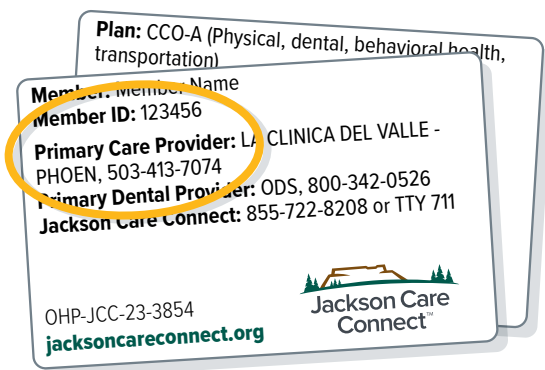 Plan: CCO-A (Physical, dental, behavioral health,
transportation)
Member: Member Name
Member ID: 123456
Primary Care Provider: LA CLINICA DEL VALLE -
PHOEN, 503-413-7074
Primary Dental Provider: ODS, 800-342-0526
Jackson Care Connect: 855-722-8208 or TTY 711
OHP-JCC-23-3854
jacksoncareconnect.org
Jackson Care
Connect™